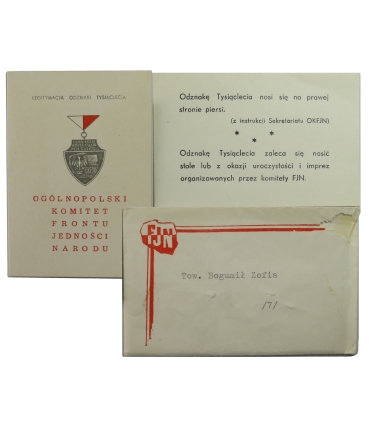 LEGITYMACJA ODZNAKI TYSIĄCLECIA
OGÓLNOPOLSKI
KOMITET
FRONTU
JEDNOŚCI
NARODU
Odznakę Tysiąclecia nosi się na prawej
stronie piersi.
(z instrukcji Sekretariatu OKFJN)
* * *
Odznakę Tysiąclecia zaleca się nosić
stale lub z okazji uroczystości i imprez
organizowanych przez komitety FJN.
FJN
Tow. Bogumił Zofia
171